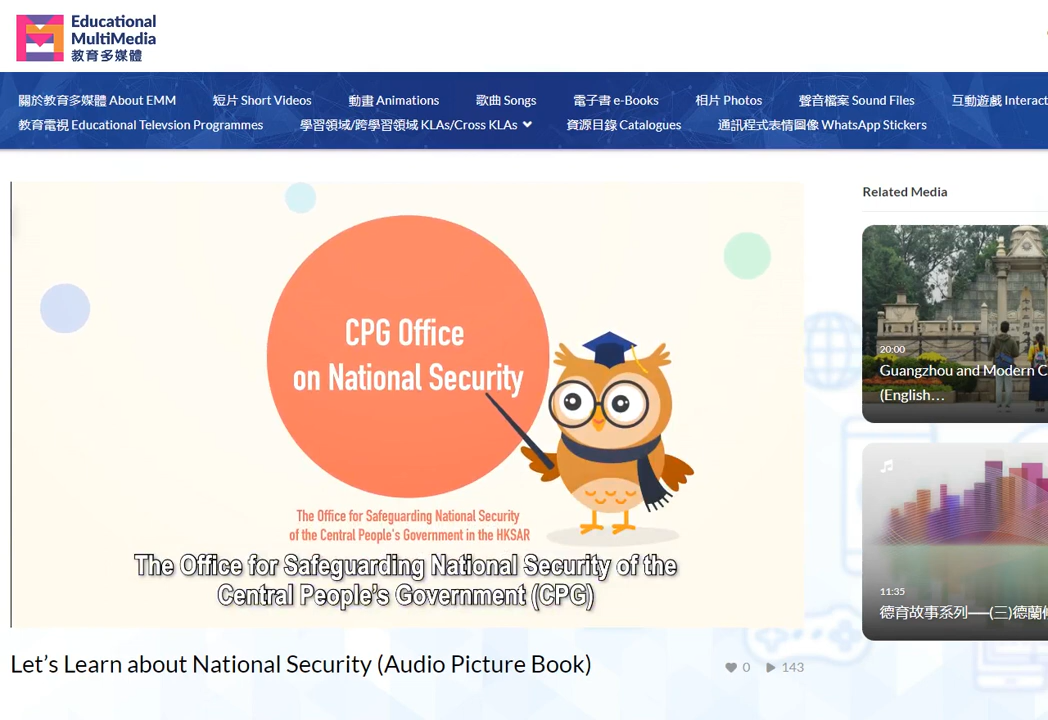 Educational
MultiMedia
教育多媒體
關於教育多媒體 About EMM
短片 Short Videos
動畫 Animations
歌曲 Songs
電子書 e-Books
相片 Photos
聲音檔案 Sound Files
互動遊戲 Interact
教育電視 Educational Televsion Programmes
學習領域/跨學習領域 KLAs/Cross KLAs
資源目錄 Catalogues
通訊程式表情圖像 WhatsApp Stickers
CPG Office
on National Security
The Office for Safeguarding National Security
of the Central People's Government in the HKSAR
The Office for Safeguarding National Security of the
Central People's Government (CPG)
Let's Learn about National Security (Audio Picture Book)
0
143
Related Media
20:00
Guangzhou and Modern C
(English…
11:35
德育故事系列──(三)德蘭修